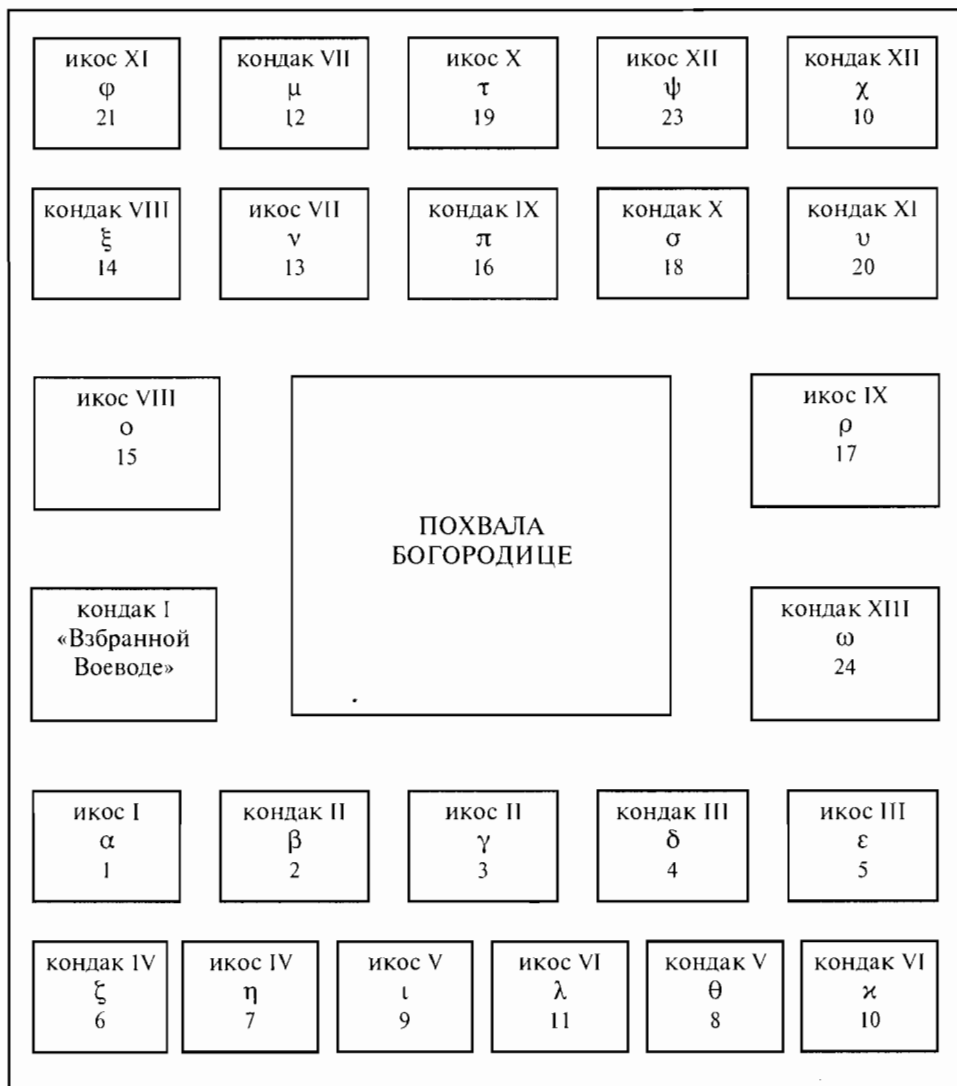 икос XI
φ
21
кондак VII
μ
12
икос X
τ
19
икос XII
ψ
23
кондак XII
χ
10
кондак VIII
ξ
14
икос VII
ν
13
кондак IX
π
16
кондак X
σ
18
кондак XI
υ
20
икос VIII
ο
15
ПОХВАЛА
БОГОРОДИЦЕ
икос IX
ρ
17
кондак I
«Взбранной
Воеводе»
кондак XIII
ω
24
икос I
α
1
кондак II
β
2
икос II
γ
3
кондак III
δ
4
икос III
ε
5
кондак IV
ζ
6
икос IV
η
7
икос V
ι
9
икос VI
λ
11
кондак V
θ
8
кондак VI
ϰ
10